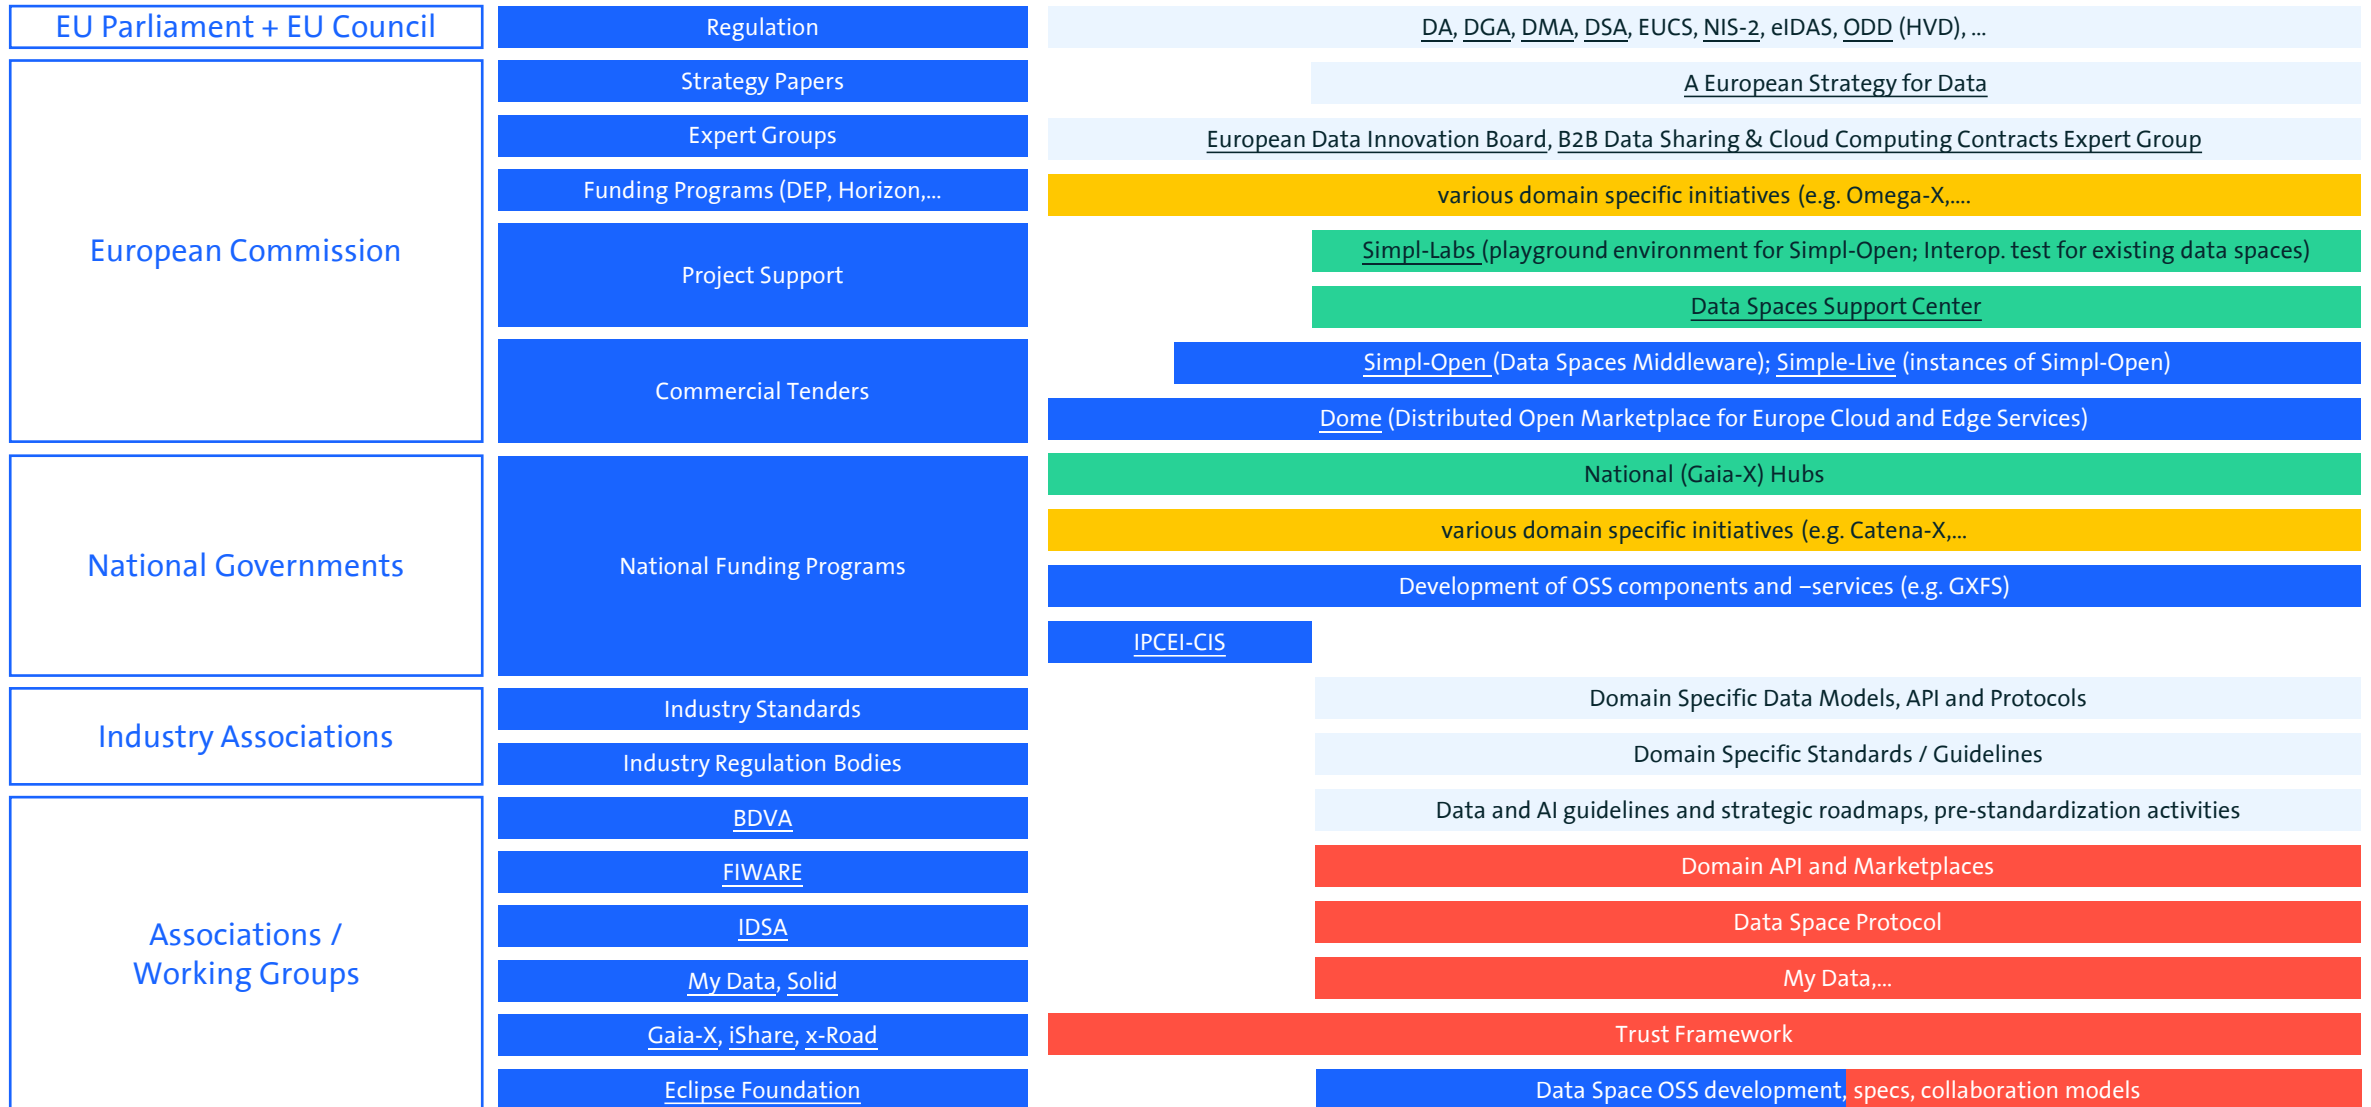 EU Parliament + EU Council
Regulation
DA, DGA, DMA, DSA, EUCS, NIS-2, eIDAS, ODD (HVD), ...
European Commission
Strategy Papers
A European Strategy for Data
Expert Groups
European Data Innovation Board, B2B Data Sharing & Cloud Computing Contracts Expert Group
Funding Programs (DEP, Horizon,...
various domain specific initiatives (e.g. Omega-X,....
Project Support
Simpl-Labs (playground environment for Simpl-Open; Interop. test for existing data spaces)
Data Spaces Support Center
Commercial Tenders
Simpl-Open (Data Spaces Middleware); Simple-Live (instances of Simpl-Open)
Dome (Distributed Open Marketplace for Europe Cloud and Edge Services)
National Governments
National Funding Programs
National (Gaia-X) Hubs
various domain specific initiatives (e.g. Catena-X,...
Development of OSS components and –services (e.g. GXFS)
IPCEI-CIS
Industry Associations
Industry Standards
Domain Specific Data Models, API and Protocols
Industry Regulation Bodies
Domain Specific Standards / Guidelines
Associations /
Working Groups
BDVA
Data and AI guidelines and strategic roadmaps, pre-standardization activities
FIWARE
Domain API and Marketplaces
IDSA
Data Space Protocol
My Data, Solid
My Data,...
Gaia-X, iShare, x-Road
Trust Framework
Eclipse Foundation
Data Space OSS development, specs, collaboration models